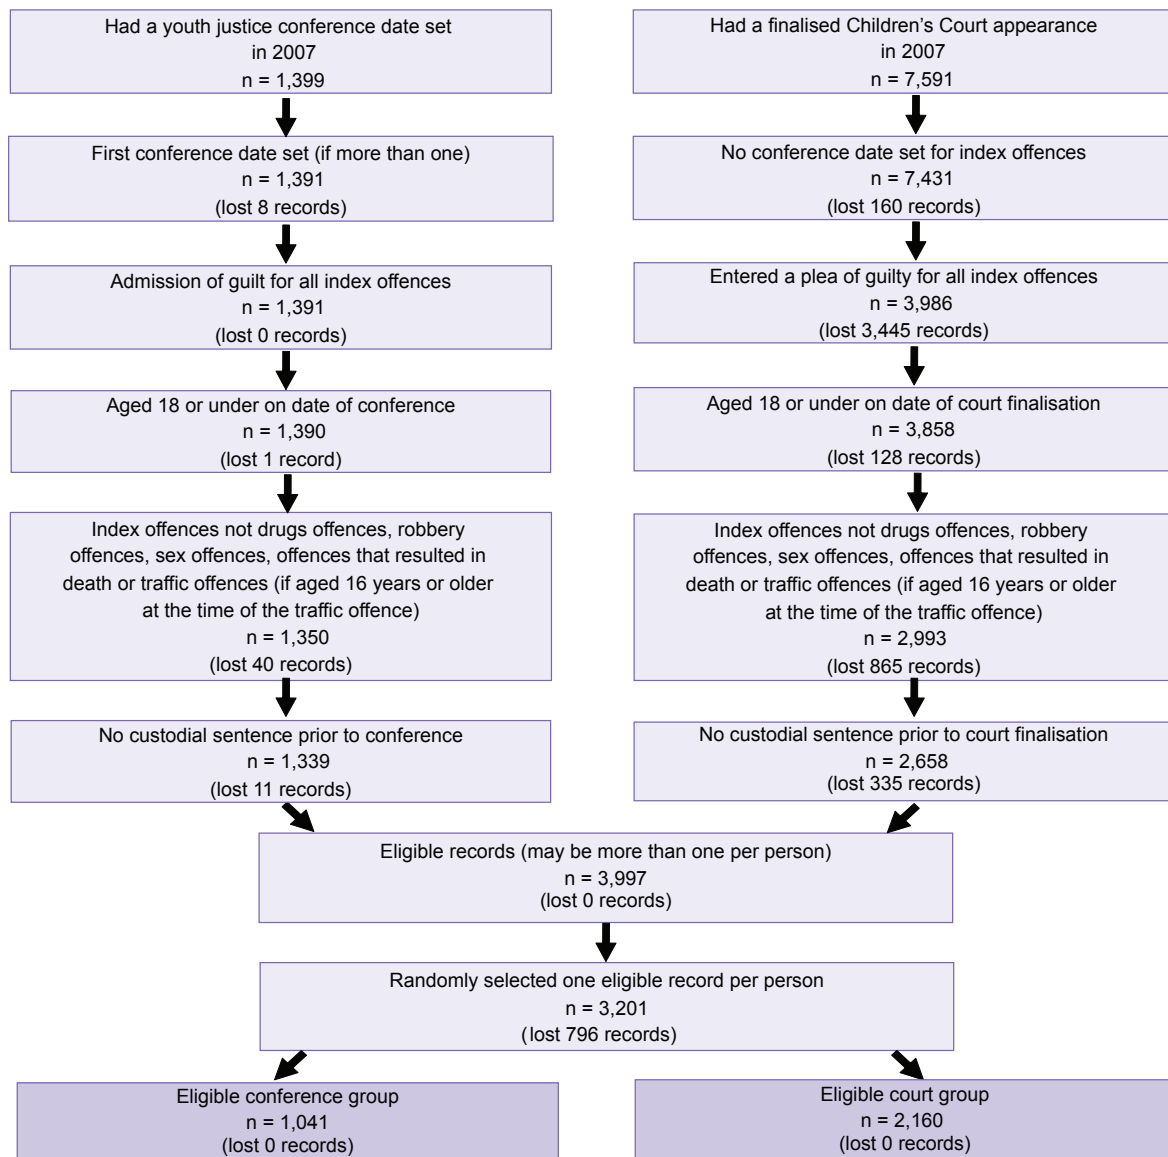 Had a youth justice conference date set
in 2007
n = 1,399
Had a finalised Children’s Court appearance
in 2007
n = 7,591
First conference date set (if more than one)
n = 1,391
(lost 8 records)
No conference date set for index offences
n = 7,431
(lost 160 records)
Admission of guilt for all index offences
n = 1,391
(lost 0 records)
Entered a plea of guilty for all index offences
n = 3,986
(lost 3,445 records)
Aged 18 or under on date of conference
n = 1,390
(lost 1 record)
Aged 18 or under on date of court finalisation
n = 3,858
(lost 128 records)
Index offences not drugs offences, robbery
offences, sex offences, offences that resulted in
death or traffic offences (if aged 16 years or older
at the time of the traffic offence)
n = 1,350
(lost 40 records)
Index offences not drugs offences, robbery
offences, sex offences, offences that resulted in
death or traffic offences (if aged 16 years or older
at the time of the traffic offence)
n = 2,993
(lost 865 records)
No custodial sentence prior to conference
n = 1,339
(lost 11 records)
No custodial sentence prior to court finalisation
n = 2,658
(lost 335 records)
Eligible records (may be more than one per person)
n = 3,997
(lost 0 records)
Randomly selected one eligible record per person
n = 3,201
(lost 796 records)
Eligible conference group
n = 1,041
(lost 0 records)
Eligible court group
n = 2,160
(lost 0 records)